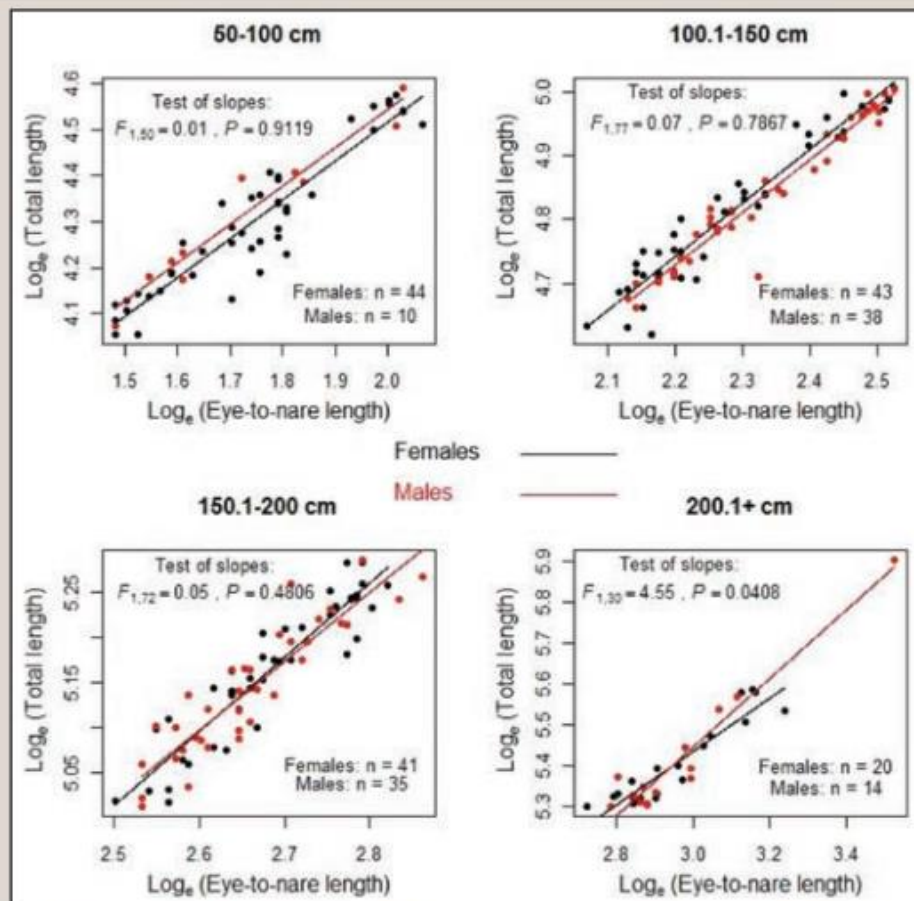 50-100 cm
Test of slopes:
F1,50=0.01 , P = 0.9119
Females: n = 44
Males: n = 10
4.1 4.2 4.3 4.4 4.5 4.6
Loge (Total length)
1.5 1.6 1.7 1.8 1.9 2.0
Loge (Eye-to-nare length)
100.1-150 cm
Test of slopes:
F1,77=0.07 , P = 0.7867
Females: n = 43
Males: n = 38
4.7 4.8 4.9 5.0
Loge (Total length)
2.1 2.2 2.3 2.4 2.5
Loge (Eye-to-nare length)
Females
Males
150.1-200 cm
Test of slopes:
F1,72=0.05 , P = 0.4806
Females: n = 41
Males: n = 35
5.05 5.15 5.25
Loge (Total length)
2.5 2.6 2.7 2.8
Loge (Eye-to-nare length)
200.1+ cm
Test of slopes:
F1,30=4.55 , P = 0.0408
Females: n = 20
Males: n = 14
5.3 5.4 5.5 5.6 5.7 5.8 5.9
Loge (Total length)
2.8 3.0 3.2 3.4
Loge (Eye-to-nare length)